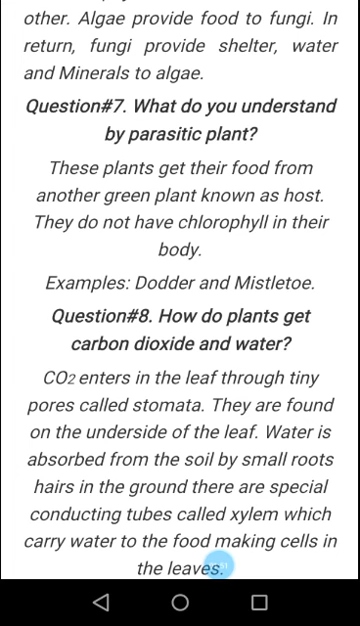 other. Algae provide food to fungi. In
return, fungi provide shelter, water
and Minerals to algae.
Question#7. What do you understand
by parasitic plant?
These plants get their food from
another green plant known as host.
They do not have chlorophyll in their
body.
Examples: Dodder and Mistletoe.
Question#8. How do plants get
carbon dioxide and water?
CO2 enters in the leaf through tiny
pores called stomata. They are found
on the underside of the leaf. Water is
absorbed from the soil by small roots
hairs in the ground there are special
conducting tubes called xylem which
carry water to the food making cells in
the leaves.